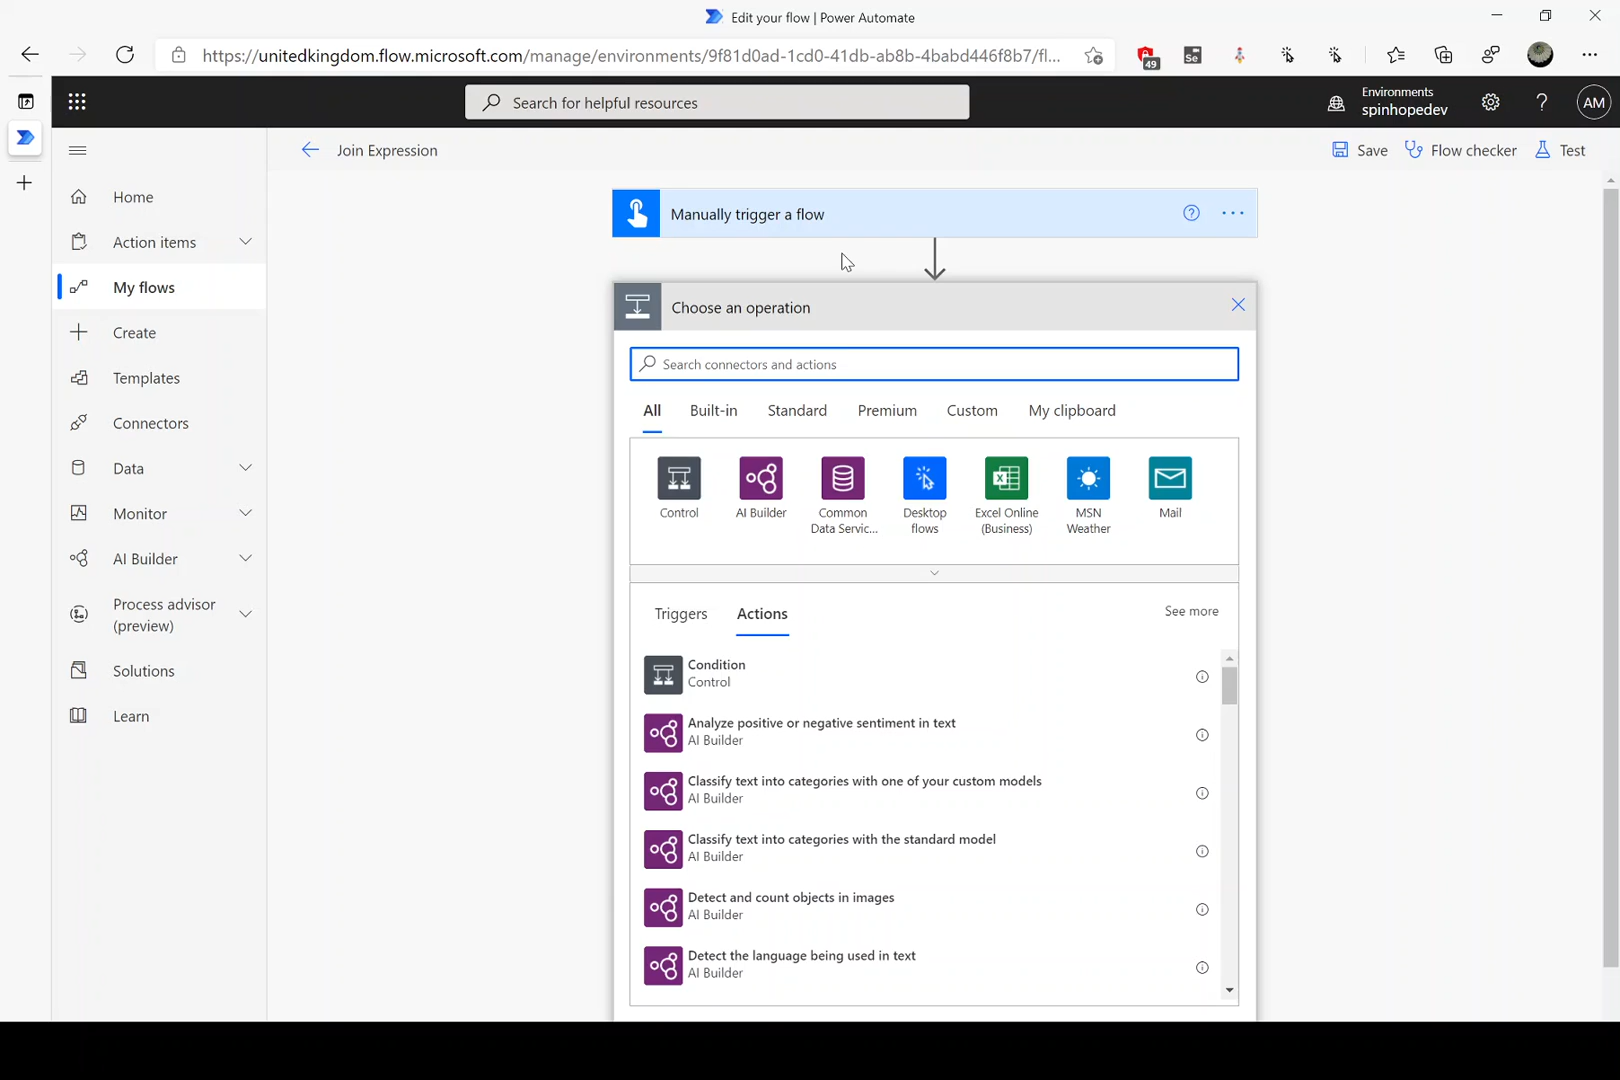 Edit your flow | Power Automate
https://unitedkingdom.flow.microsoft.com/manage/environments/9f81d0ad-1cd0-41db-ab8b-4babd446f8b7/fl...
49
Se
Search for helpful resources
Environments
spinhopedev
AM
Join Expression
Save
Flow checker
Test
Home
Action items
My flows
Create
Templates
Connectors
Data
Monitor
AI Builder
Process advisor
(preview)
Solutions
Learn
Manually trigger a flow
Choose an operation
Search connectors and actions
All
Built-in
Standard
Premium
Custom
My clipboard
Control
AI Builder
Common
Data Servic...
Desktop
flows
Excel Online
(Business)
MSN
Weather
Mail
Triggers
Actions
See more
Condition
Control
Analyze positive or negative sentiment in text
AI Builder
Classify text into categories with one of your custom models
AI Builder
Classify text into categories with the standard model
AI Builder
Detect and count objects in images
AI Builder
Detect the language being used in text
AI Builder